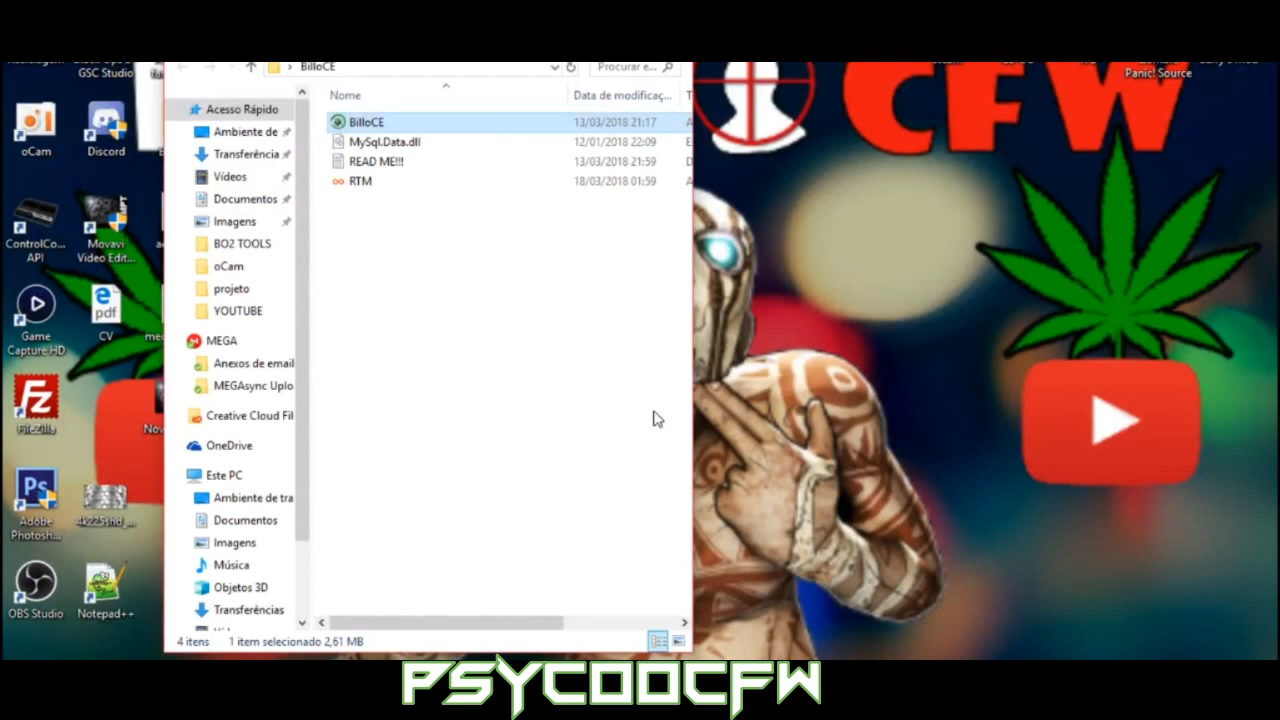 GSC Studio
Panic! Source
BilloCE
Procurar e...
CFW
Nome
Data de modificaç...
Acesso Rápido
Ambiente de
Transferência
Vídeos
Documentos
Imagens
BO2 TOOLS
oCam
projeto
YOUTUBE
MEGA
Anexos de email
MEGAsync Uplo
Creative Cloud Fil
OneDrive
Este PC
Ambiente de tra
Documentos
Imagens
Música
Objetos 3D
Transferências
BilloCE 13/03/2018 21:17
MySql.Data.dll 12/01/2018 22:09
READ ME!!! 13/03/2018 21:59
RTM 18/03/2018 01:59
4 itens 1 item selecionado 2,61 MB
oCam
Discord
ControlCo...
API
Movavi
Video Edit...
Game
Capture HD
pdf
CV
FileZilla
Nov
Ps
Adobe
Photosh...
OBS Studio
Notepad++
PSYCOOCFW